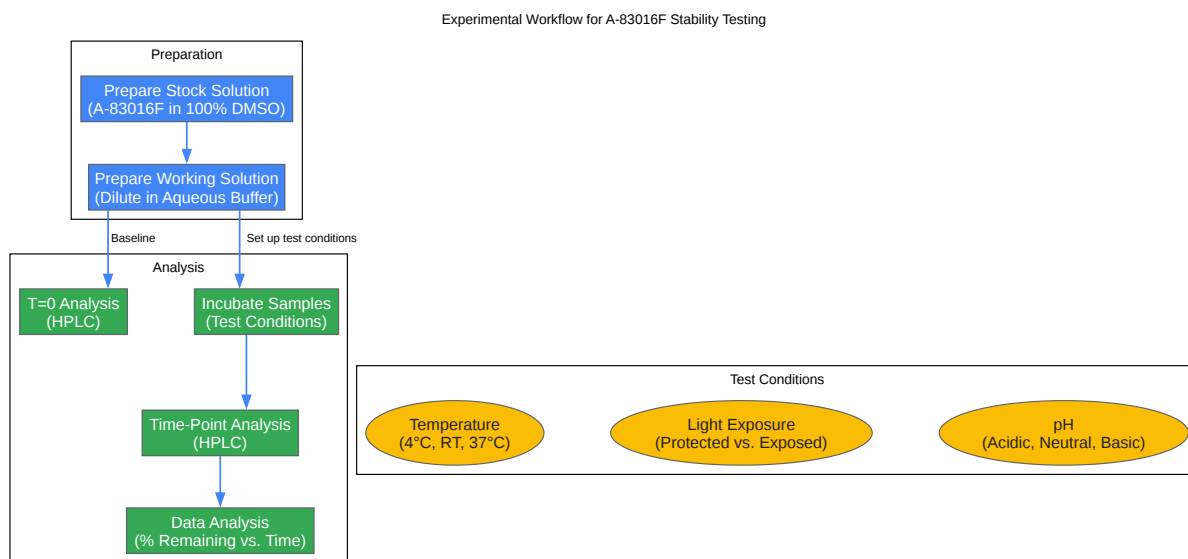 Experimental Workflow for A-83016F Stability Testing
Preparation
Prepare Stock Solution
(A-83016F in 100% DMSO)
Prepare Working Solution
(Dilute in Aqueous Buffer)
Baseline
Set up test conditions
Analysis
T=0 Analysis
(HPLC)
Incubate Samples
(Test Conditions)
Time-Point Analysis
(HPLC)
Data Analysis
(% Remaining vs. Time)
Test Conditions
Temperature
(4°C, RT, 37°C)
Light Exposure
(Protected vs. Exposed)
pH
(Acidic, Neutral, Basic)